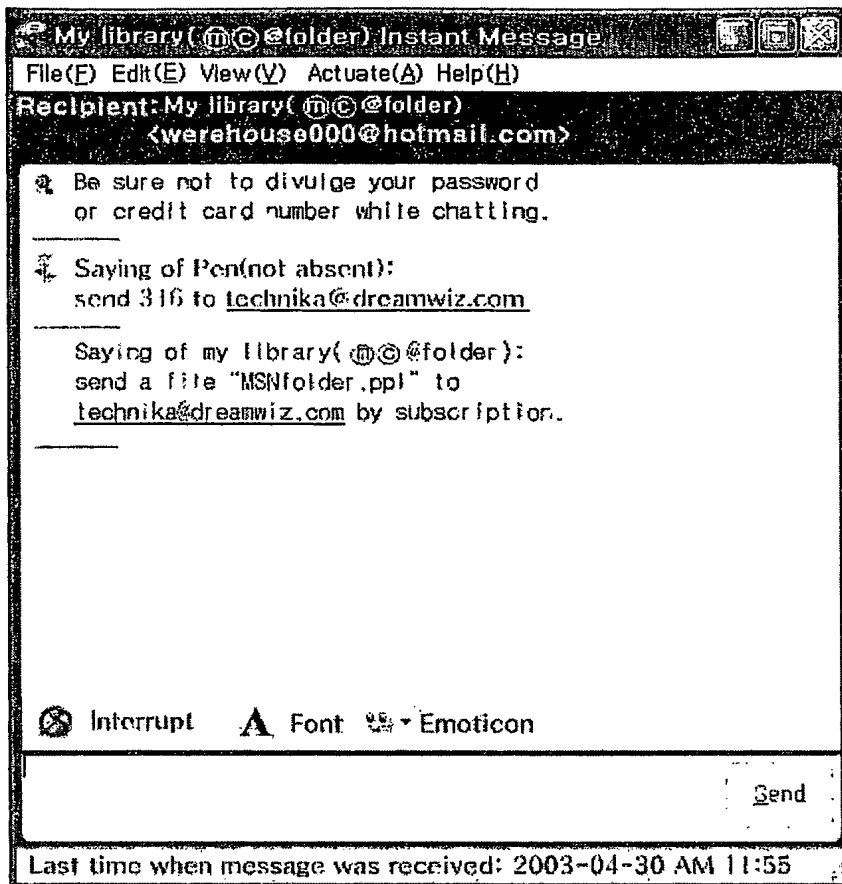 My library(ⓜⓒ@folder) Instant Message
File(F) Edit(E) View(V) Actuate(A) Help(H)
Recipient: My library(ⓜⓒ@folder)
<werehouse000@hotmail.com>
Be sure not to divulge your password
or credit card number while chatting.
Saying of Pen(not absent):
send 316 to technika@dreamwiz.com
Saying of my library(ⓜⓒ@folder):
send a file "MSNfolder.ppl" to
technika@dreamwiz.com by subscription.
Interrupt A Font Emoticon
Send
Last time when message was received: 2003-04-30 AM 11:55